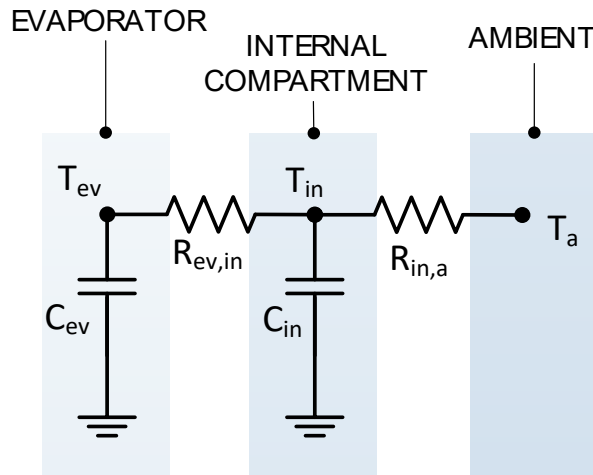 EVAPORATOR
INTERNAL
COMPARTMENT
AMBIENT
Tev
Tin
Ta
Rev,in
Rin,a
Cev
Cin